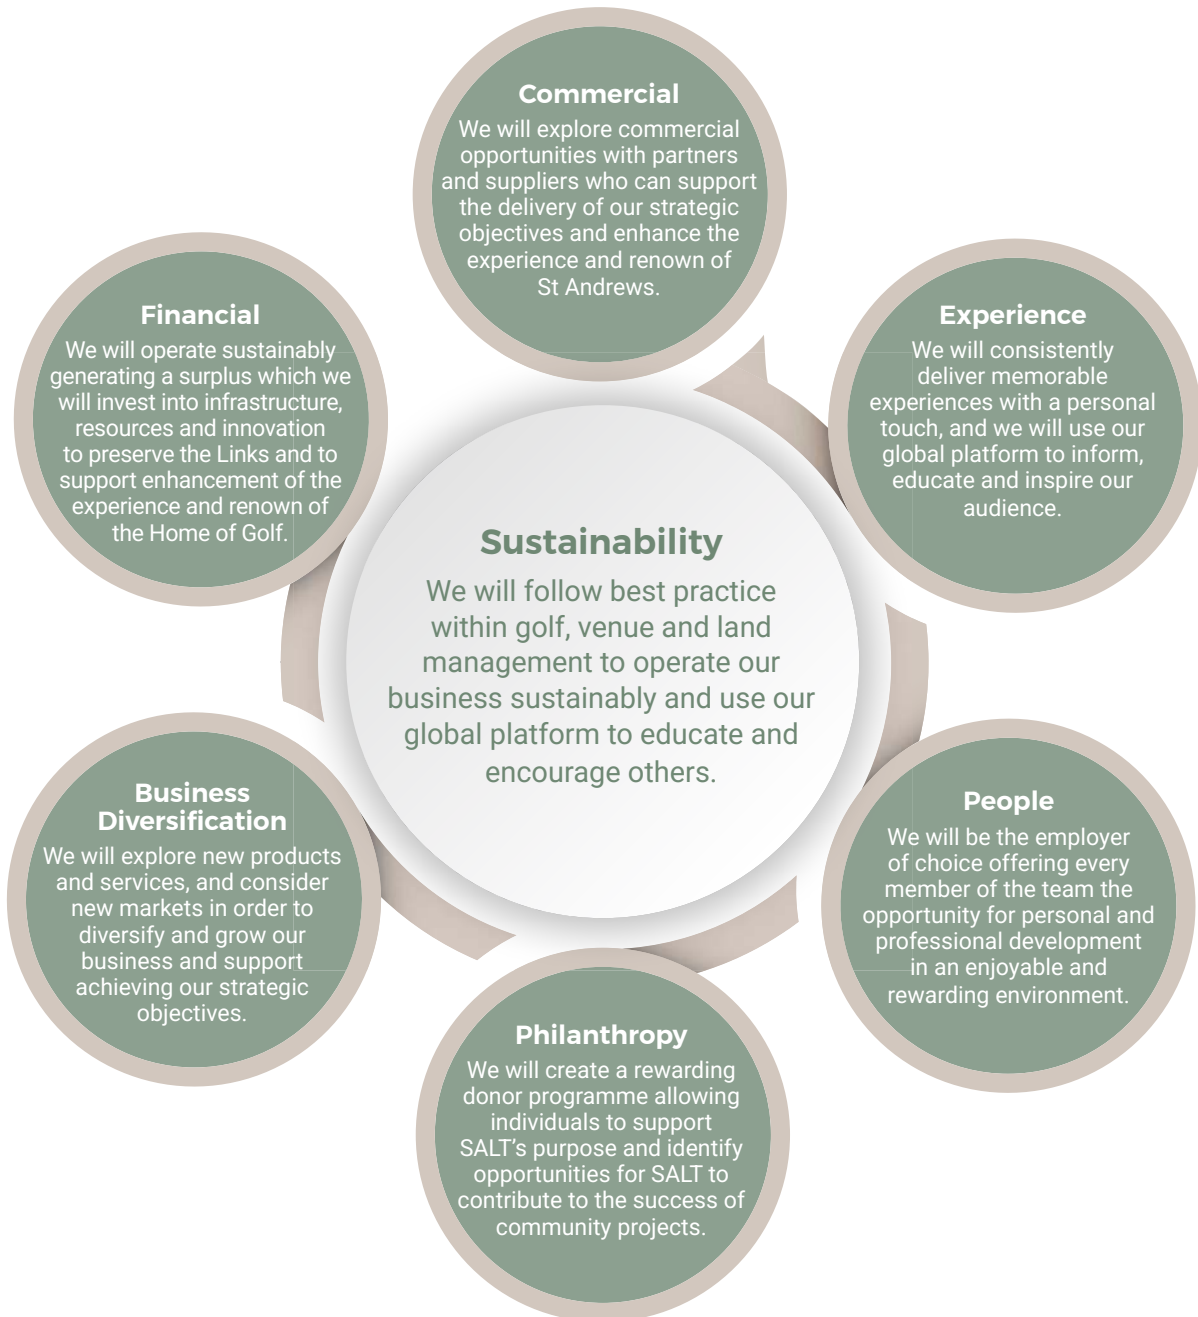 Commercial
We will explore commercial
opportunities with partners
and suppliers who can support
the delivery of our strategic
objectives and enhance the
experience and renown of
St Andrews.
Financial
We will operate sustainably
generating a surplus which we
will invest into infrastructure,
resources and innovation
to preserve the Links and to
support enhancement of the
experience and renown of
the Home of Golf.
Experience
We will consistently
deliver memorable
experiences with a personal
touch, and we will use our
global platform to inform,
educate and inspire our
audience.
Sustainability
We will follow best practice
within golf, venue and land
management to operate our
business sustainably and use our
global platform to educate and
encourage others.
Business
Diversification
We will explore new products
and services, and consider
new markets in order to
diversify and grow our
business and support
achieving our strategic
objectives.
People
We will be the employer
of choice offering every
member of the team the
opportunity for personal and
professional development
in an enjoyable and
rewarding environment.
Philanthropy
We will create a rewarding
donor programme allowing
individuals to support
SALT’s purpose and identify
opportunities for SALT to
contribute to the success of
community projects.